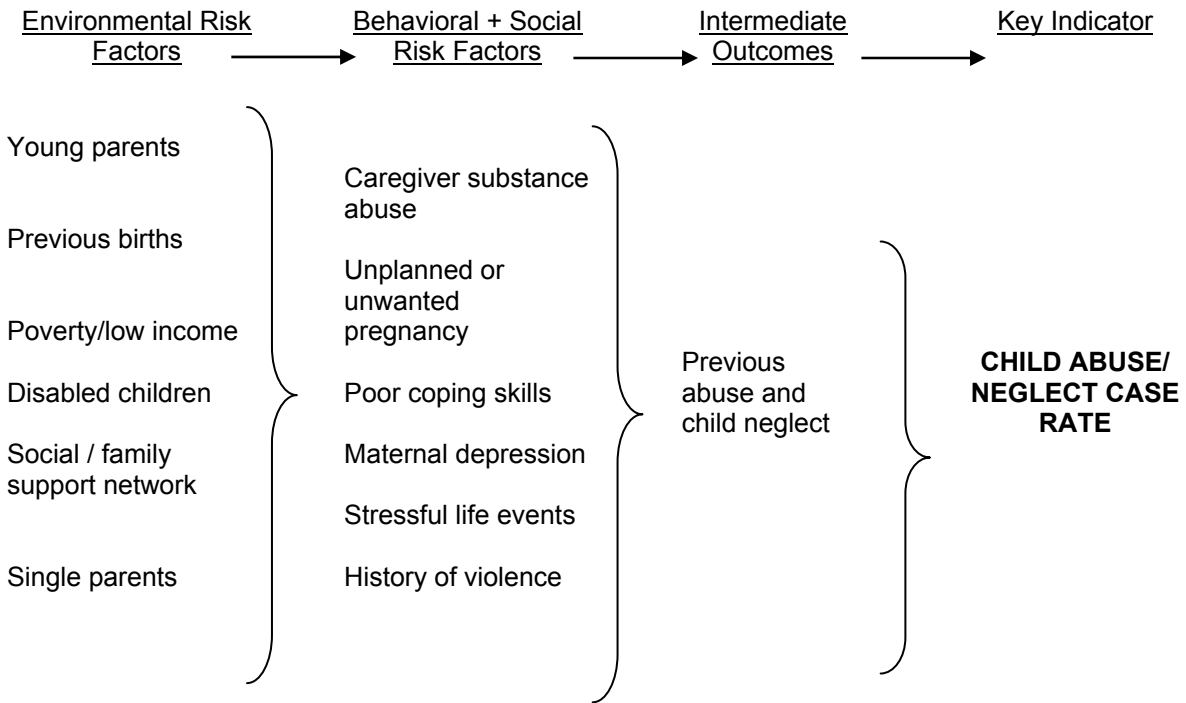 Environmental Risk
Factors
Behavioral + Social
Risk Factors
Intermediate
Outcomes
Key Indicator
Young parents
Previous births
Poverty/low income
Disabled children
Social / family
support network
Single parents
Caregiver substance
abuse
Unplanned or
unwanted
pregnancy
Poor coping skills
Maternal depression
Stressful life events
History of violence
Previous
abuse and
child neglect
CHILD ABUSE/
NEGLECT CASE
RATE